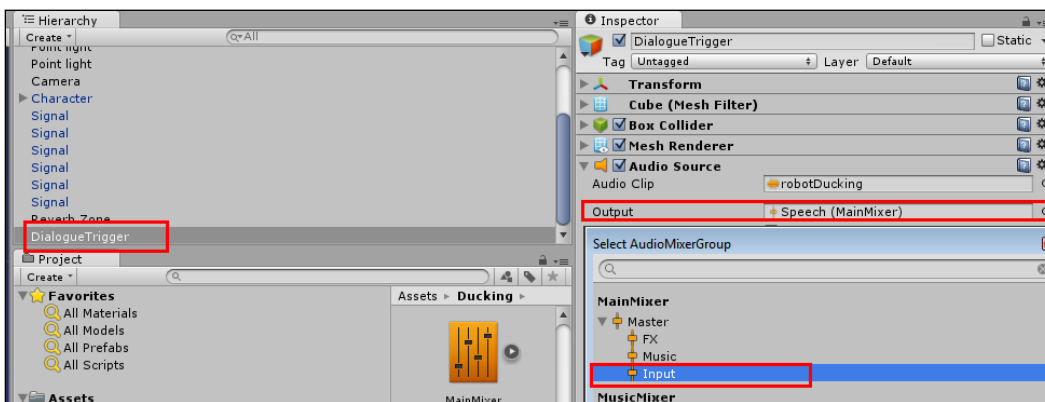 Hierarchy
Create
All
Point light
Point light
Camera
Character
Signal
Signal
Signal
Signal
Signal
Signal
Reverb Zone
DialogueTrigger
Project
Create
Favorites
All Materials
All Models
All Prefabs
All Scripts
Assets
Assets Ducking
MainMixer
Inspector
DialogueTrigger Static
Tag Untagged Layer Default
Transform
Cube (Mesh Filter)
Box Collider
Mesh Renderer
Audio Source
Audio Clip robotDucking
Output Speech (MainMixer)
Select AudioMixerGroup
MainMixer
Master
FX
Music
Input
MusicMixer